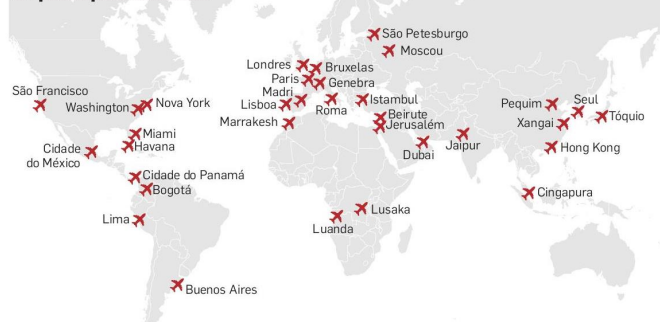 São Petesburgo
Moscou
Londres
Bruxelas
Paris
Genebra
Madri
São Francisco
Washington
Nova York
Lisboa
Roma
Istambul
Pequim
Seul
Tóquio
Marrakesh
Beirute
Jerusalém
Xangai
Miami
Havana
Cidade
do México
Dubai
Jaipur
Hong Kong
Cidade do Panamá
Bogotá
Cingapura
Lima
Lusaka
Luanda
Buenos Aires